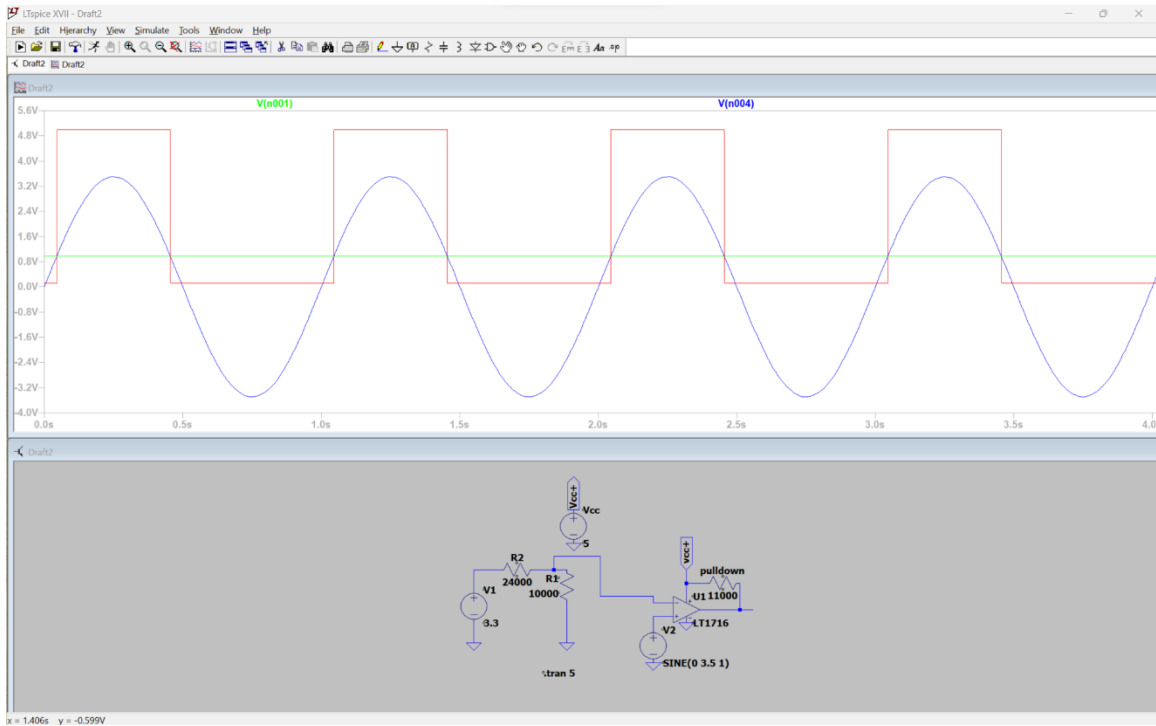 LTspice XVII - Draft2
File Edit Hierarchy View Simulate Tools Window Help
Draft2 Draft2
Draft2
V(n001) V(n004)
5.6V
4.8V
4.0V
3.2V
2.4V
1.6V
0.8V
0.0V
-0.8V
-1.6V
-2.4V
-3.2V
-4.0V
0.0s 0.5s 1.0s 1.5s 2.0s 2.5s 3.0s 3.5s 4.0
Draft2
Vcc+
Vcc
5
vcc+
R2
24000
R1
10000
V1
3.3
pulldown
11000
U1
LT1716
V2
SINE(0 3.5 1)
.tran 5
x = 1.406s y = -0.599V